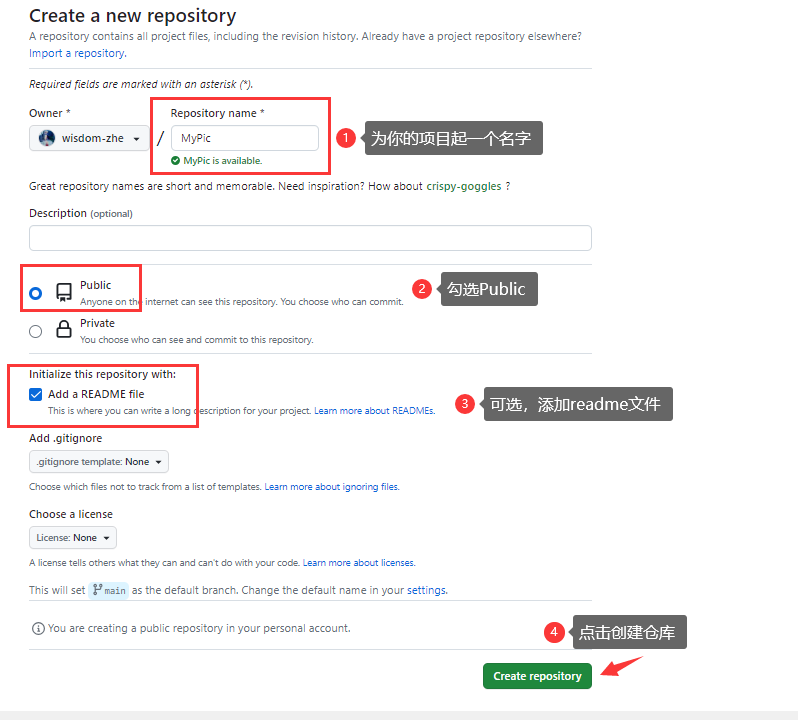 Create a new repository
A repository contains all project files, including the revision history. Already have a project repository elsewhere?
Import a repository.
Required fields are marked with an asterisk (*).
Owner *
Repository name *
wisdom-zhe
/
MyPic
1
为你的项目起一个名字
MyPic is available.
Great repository names are short and memorable. Need inspiration? How about crispy-goggles ?
Description (optional)
Public
Anyone on the internet can see this repository. You choose who can commit.
2
勾选Public
Private
You choose who can see and commit to this repository.
Initialize this repository with:
Add a README file
This is where you can write a long description for your project. Learn more about READMEs.
3
可选，添加readme文件
Add .gitignore
.gitignore template: None
Choose which files not to track from a list of templates. Learn more about ignoring files.
Choose a license
License: None
A license tells others what they can and can't do with your code. Learn more about licenses.
This will set main as the default branch. Change the default name in your settings.
You are creating a public repository in your personal account.
4
点击创建仓库
Create repository